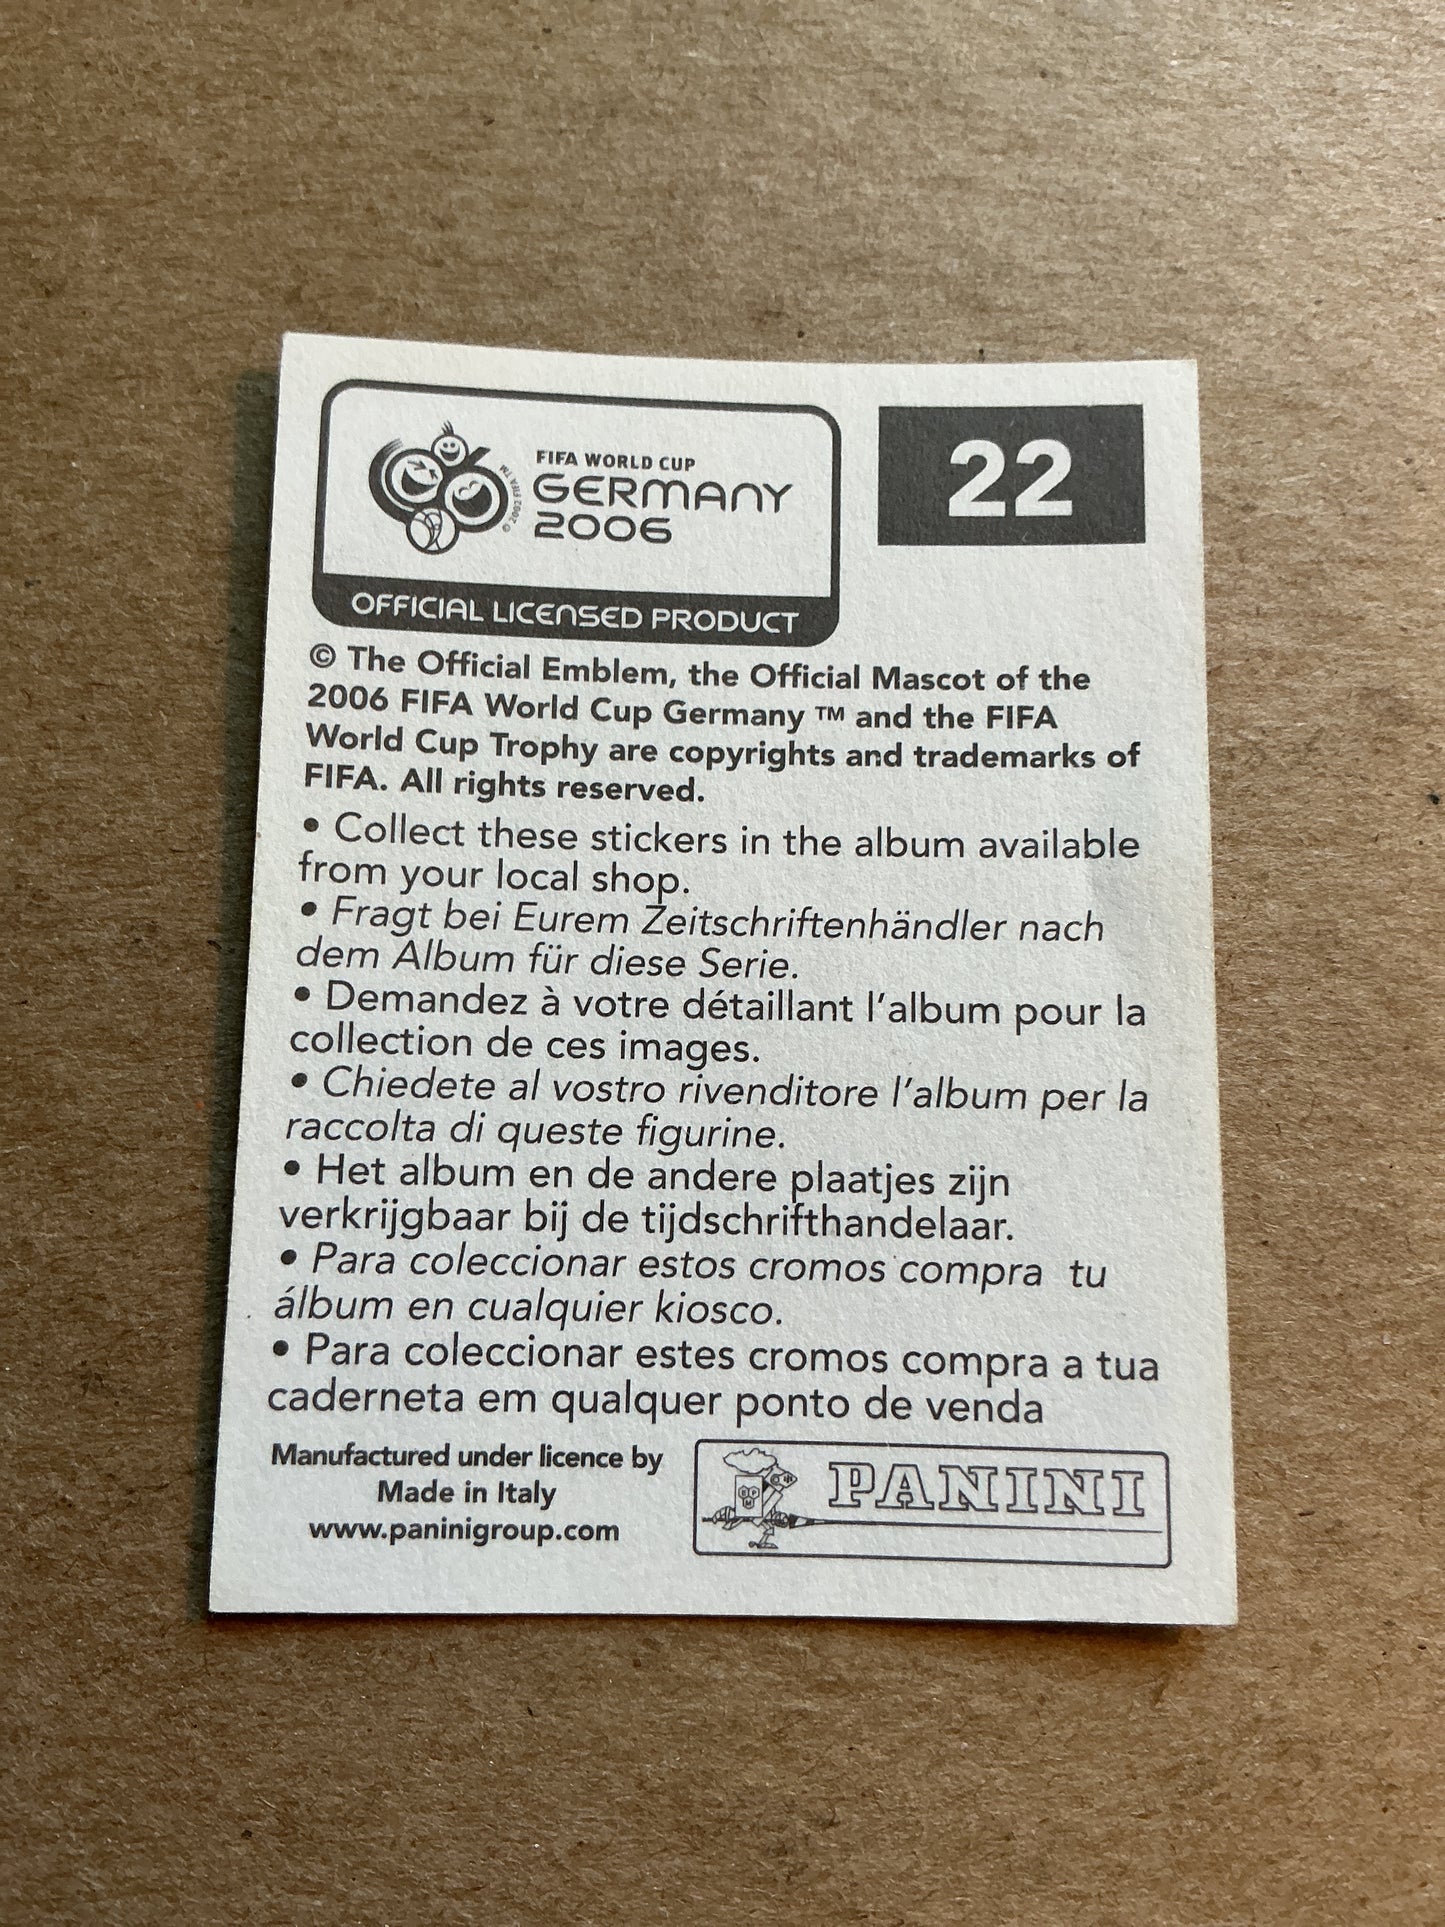 FIFA WORLD CUP
GERMANY
2006
© 2002 FIFA TM
OFFICIAL LICENSED PRODUCT
22
© The Official Emblem, the Official Mascot of the
2006 FIFA World Cup Germany ™ and the FIFA
World Cup Trophy are copyrights and trademarks of
FIFA. All rights reserved.
• Collect these stickers in the album available
from your local shop.
• Fragt bei Eurem Zeitschriftenhändler nach
dem Album für diese Serie.
• Demandez à votre détaillant l'album pour la
collection de ces images.
• Chiedete al vostro rivenditore l'album per la
raccolta di queste figurine.
• Het album en de andere plaatjes zijn
verkrijgbaar bij de tijdschrifthandelaar.
• Para coleccionar estos cromos compra tu
álbum en cualquier kiosco.
• Para coleccionar estes cromos compra a tua
caderneta em qualquer ponto de venda
Manufactured under licence by
Made in Italy
www.paninigroup.com
PANINI